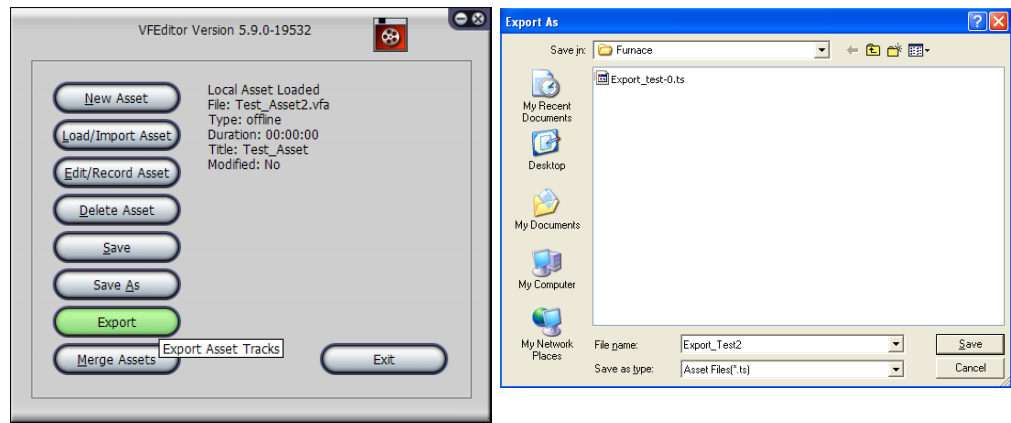 VFEditor Version 5.9.0-19532
New Asset
Load/Import Asset
Edit/Record Asset
Delete Asset
Save
Save As
Export
Merge Assets
Local Asset Loaded
File: Test_Asset2.vfa
Type: offline
Duration: 00:00:00
Title: Test_Asset
Modified: No
Export Asset Tracks
Exit
Export As
Save in:
Furnace
Export_test-0.ts
My Recent
Documents
Desktop
My Documents
My Computer
My Network
Places
File name:
Export_Test2
Save
Save as type:
Asset Files(*.ts)
Cancel